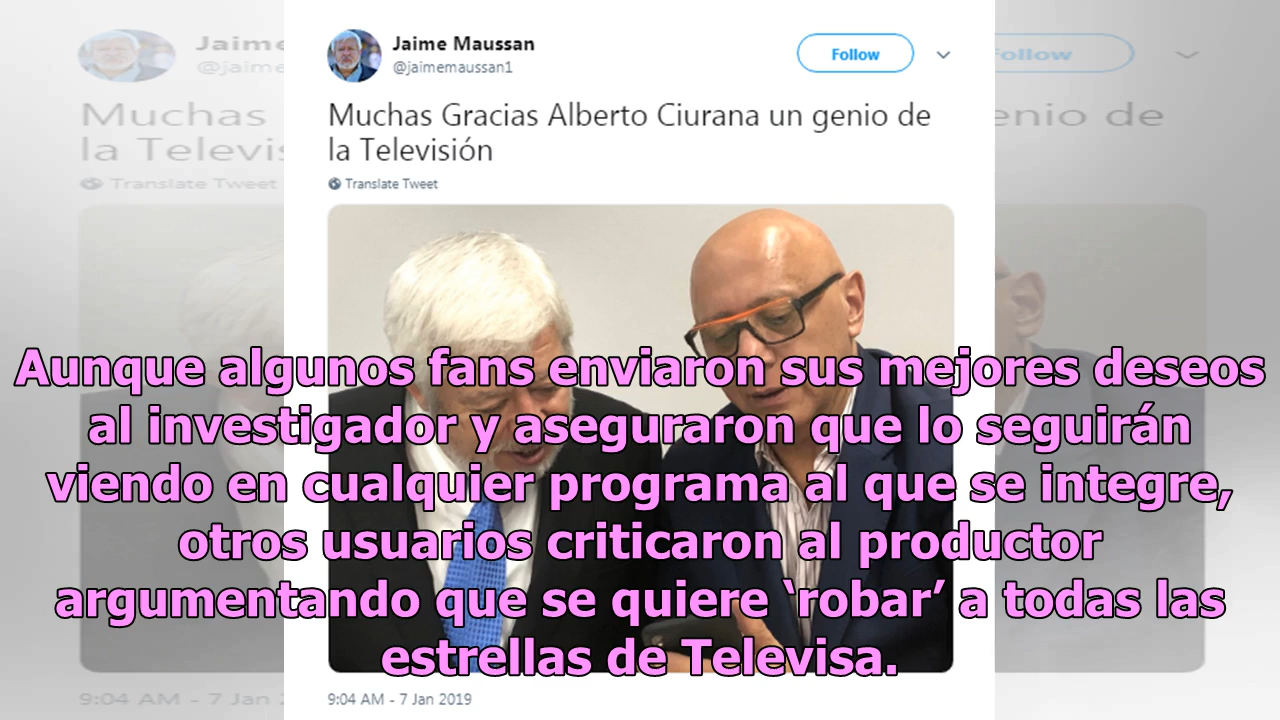 Jaime Maussan
@jaimemaussan1
Follow
Muchas Gracias Alberto Ciurana un genio de
la Televisión
Translate Tweet
Aunque algunos fans enviaron sus mejores deseos
al investigador y aseguraron que lo seguirán
viendo en cualquier programa al que se integre,
otros usuarios criticaron al productor
argumentando que se quiere ‘robar’ a todas las
estrellas de Televisa.
9:04 AM - 7 Jan 2019